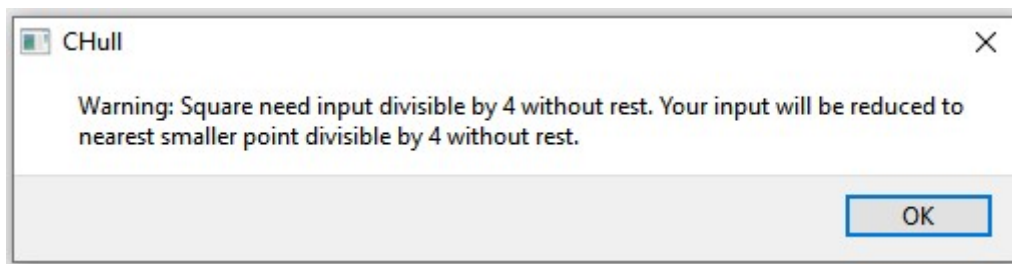 CHull
Warning: Square need input divisible by 4 without rest. Your input will be reduced to
nearest smaller point divisible by 4 without rest.
OK